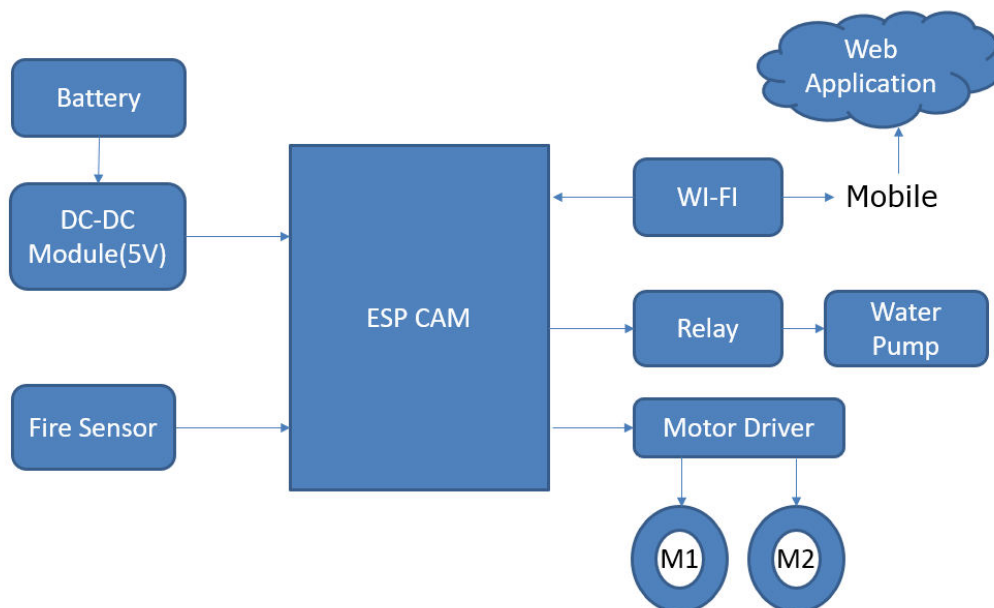 Battery
DC-DC
Module(5V)
Fire Sensor
ESP CAM
Web
Application
WI-FI
Mobile
Relay
Water
Pump
Motor Driver
M1
M2